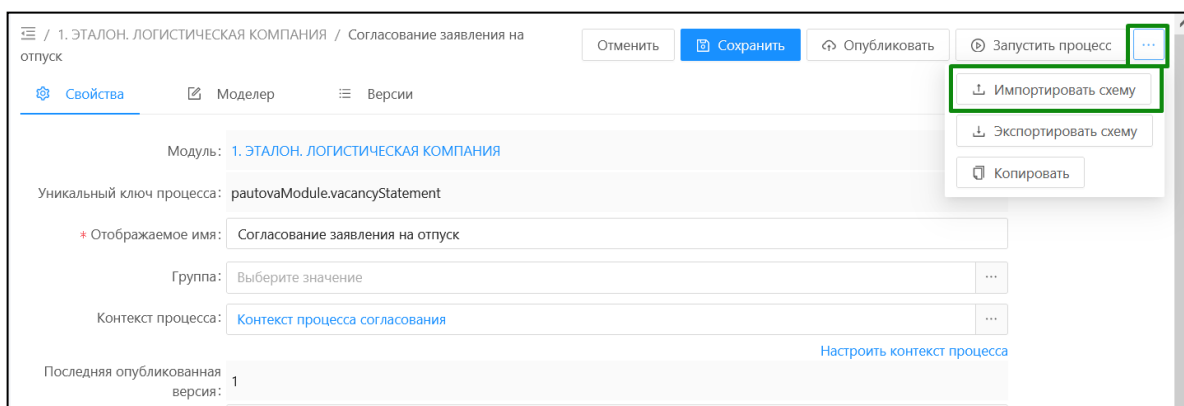 / 1. ЭТАЛОН. ЛОГИСТИЧЕСКАЯ КОМПАНИЯ / Согласование заявления на
отпуск
Отменить Сохранить Опубликовать Запустить процесс ...
Свойства Моделер Версии
Импортировать схему
Экспортировать схему
Копировать
Модуль: 1. ЭТАЛОН. ЛОГИСТИЧЕСКАЯ КОМПАНИЯ
Уникальный ключ процесса: pautovaModule.vacancyStatement
* Отображаемое имя: Согласование заявления на отпуск
Группа: Выберите значение ...
Контекст процесса: Контекст процесса согласования ...
Настроить контекст процесса
Последняя опубликованная
версия: 1